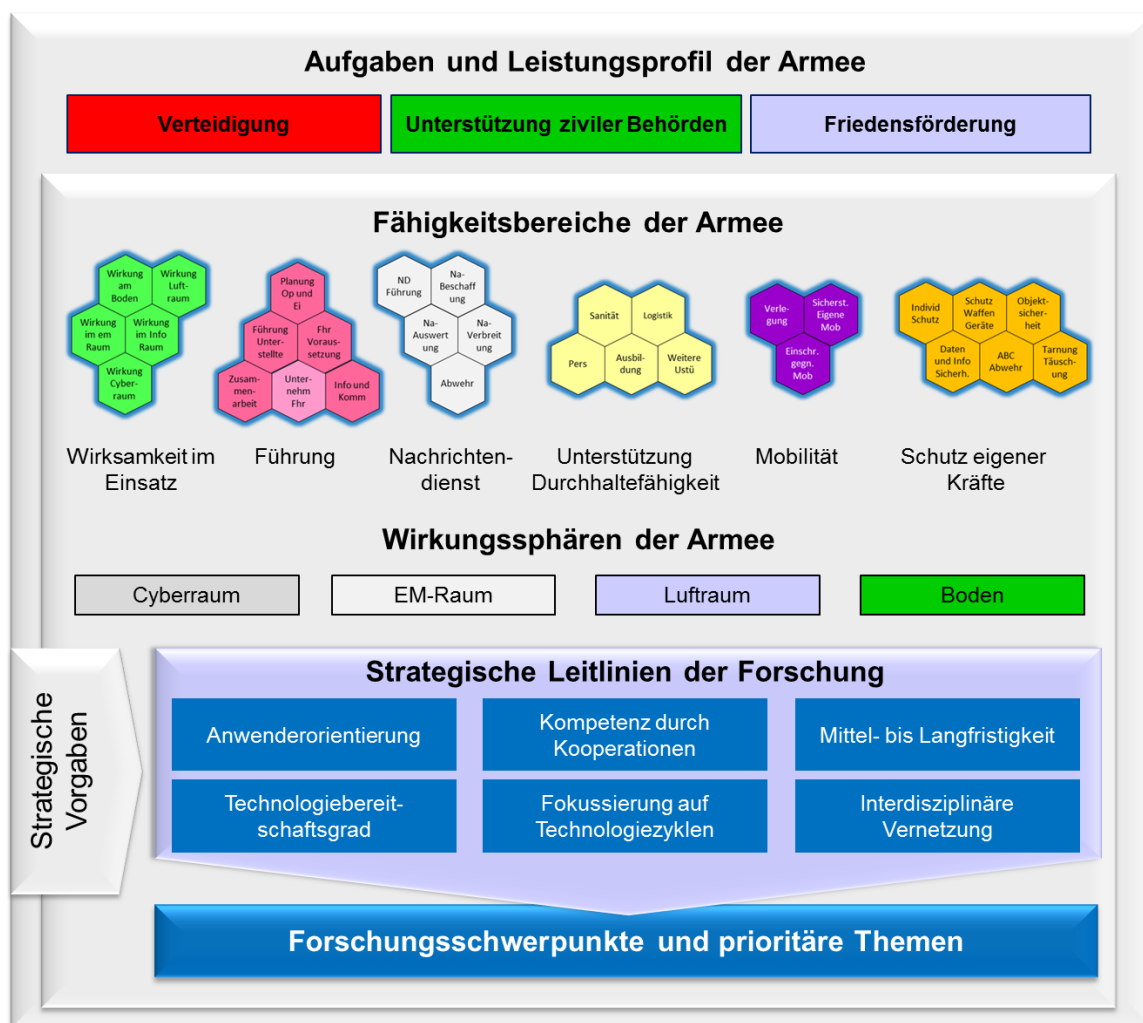 Aufgaben und Leistungsprofil der Armee
Verteidigung
Unterstützung ziviler Behörden
Friedensförderung
Fähigkeitsbereiche der Armee
Wirkung
am
Boden
Wirkung
Luft-
raum
Wirkung
im em
Raum
Wirkung
im Info
Raum
Wirkung
Cyber-
raum
Planung
Op und
Ei
Führung
Unter-
stellte
Fhr
Voraus-
setzung
Zusam-
menarbeit
Unter-
nehm
Fhr
Info und
Komm
ND
Führung
Na-
Beschaff
ung
Na-
Auswert
ung
Na-
Verbreit
ung
Abwehr
Sanität
Logistik
Pers
Ausbil-
dung
Weitere
Ustü
Verle-
gung
Sicherst.
Eigene
Mob
Einschr.
gegn.
Mob
Individ
Schutz
Schutz
Waffen
Geräte
Objekt-
sicher-
heit
Daten
und Info
Sicherh.
ABC
Abwehr
Tarnung
Täusch-
ung
Wirksamkeit im
Einsatz
Führung
Nachrichten-
dienst
Unterstützung
Durchhaltefähigkeit
Mobilität
Schutz eigener
Kräfte
Wirkungssphären der Armee
Cyberraum
EM-Raum
Luftraum
Boden
Strategische
Vorgaben
Strategische Leitlinien der Forschung
Anwenderorientierung
Kompetenz durch
Kooperationen
Mittel- bis Langfristigkeit
Technologiebereit-
schaftsgrad
Fokussierung auf
Technologiezyklen
Interdisziplinäre
Vernetzung
Forschungsschwerpunkte und prioritäre Themen